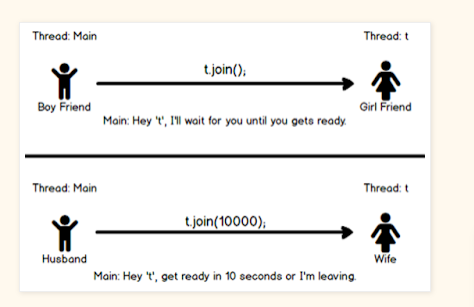 Thread: Main
Thread: t
t.join();
Boy Friend
Girl Friend
Main: Hey 't', I'll wait for you until you gets ready.
Thread: Main
Thread: t
t.join(10000);
Husband
Wife
Main: Hey 't', get ready in 10 seconds or I'm leaving.